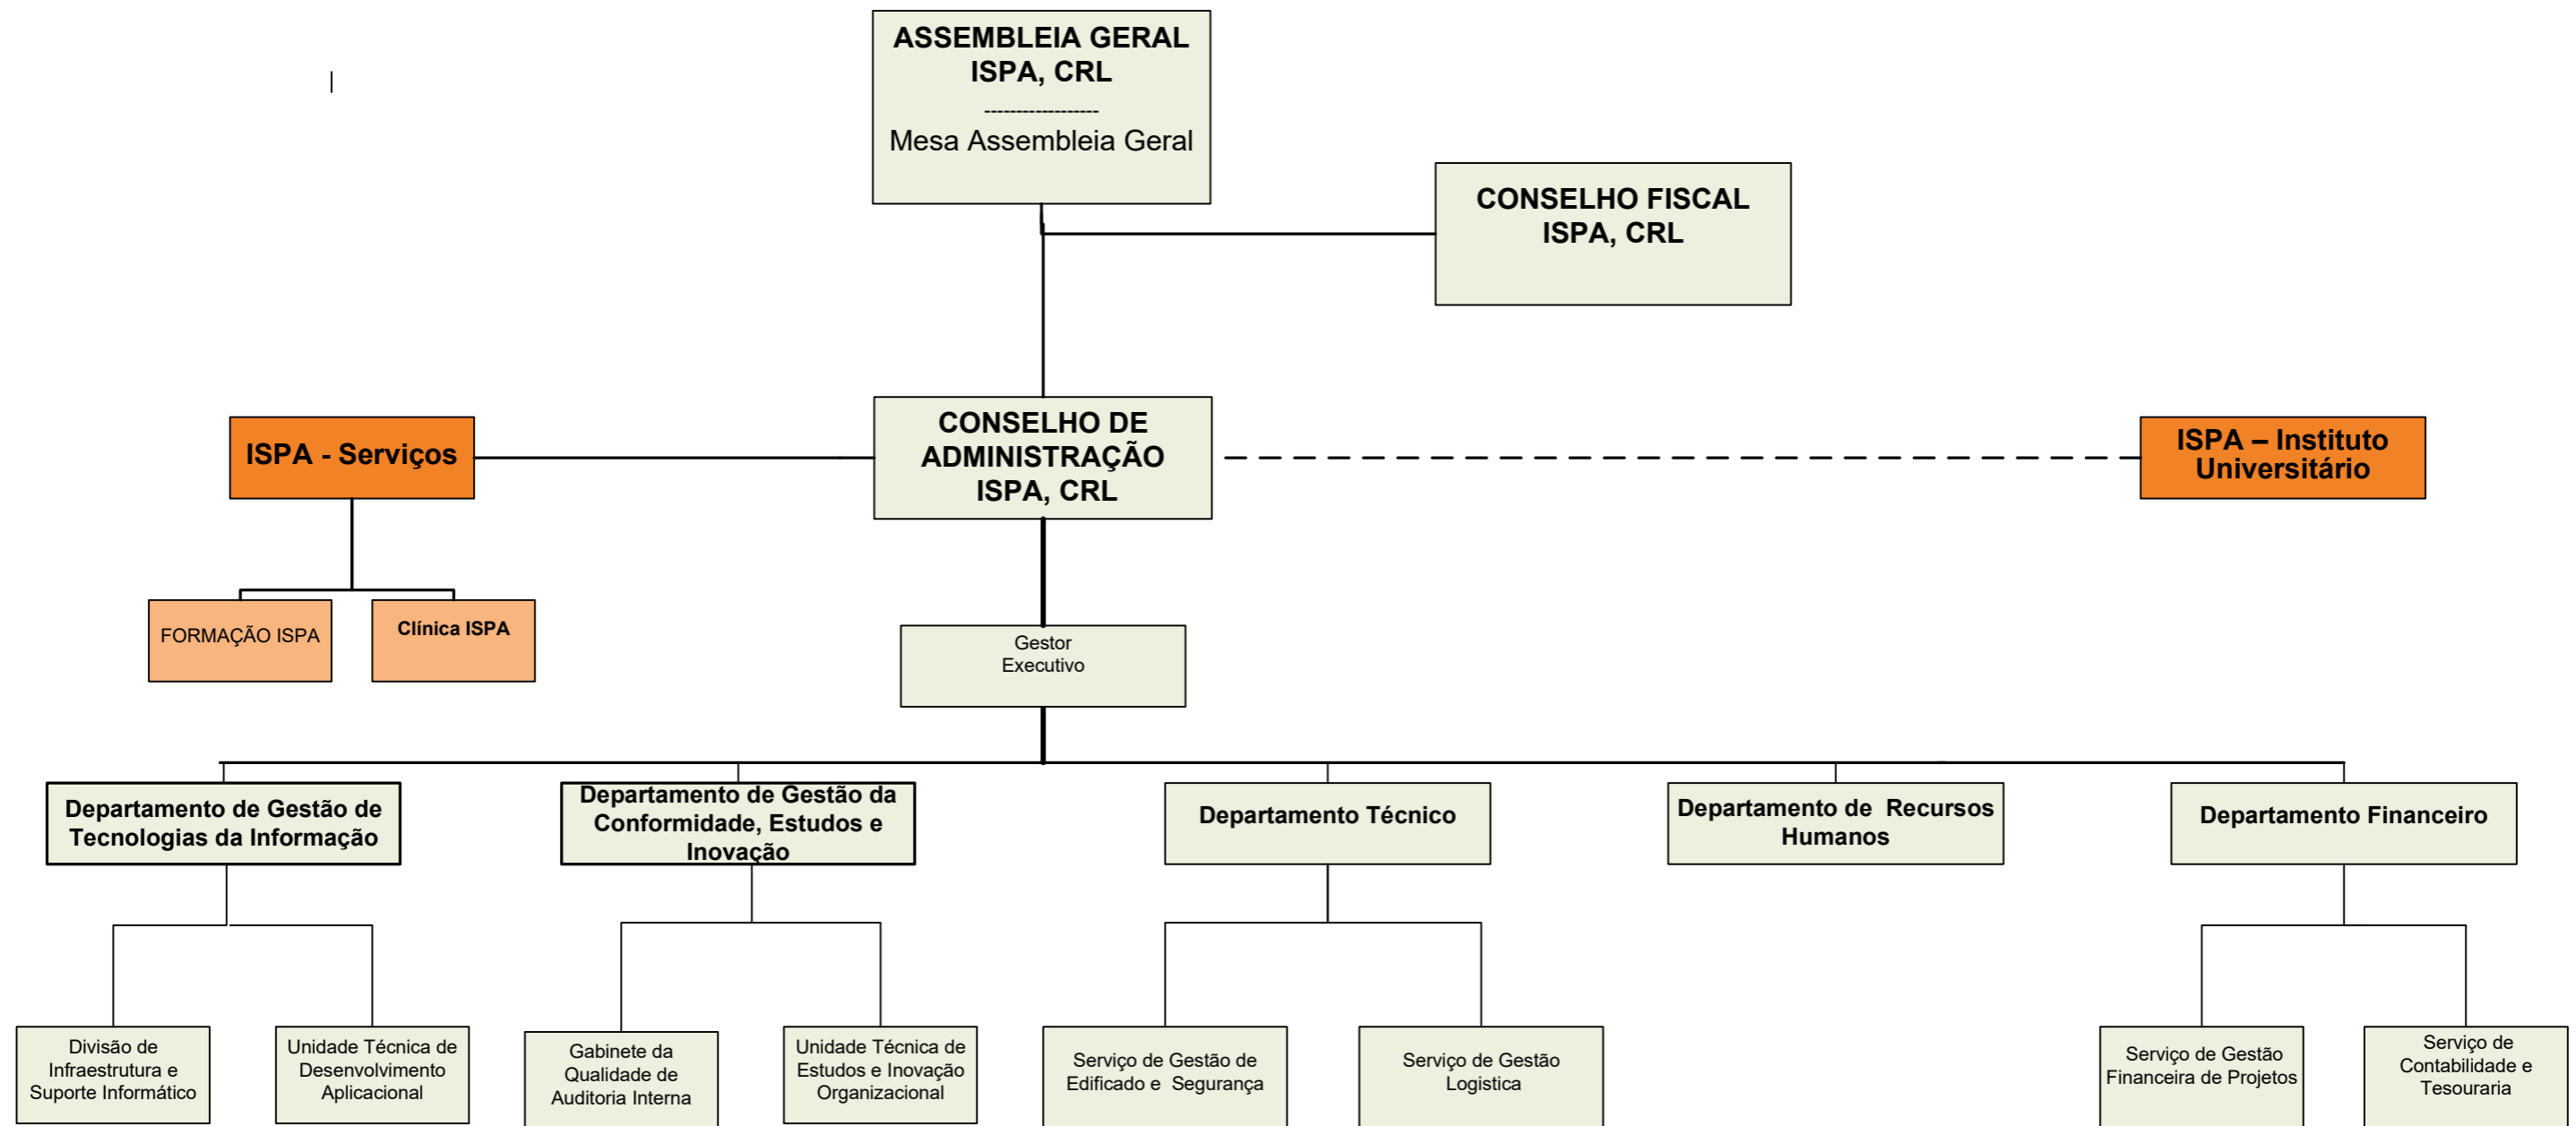 ASSEMBLEIA GERAL
ISPA, CRL
------------------
Mesa Assembleia Geral
CONSELHO FISCAL
ISPA, CRL
ISPA - Serviços
CONSELHO DE
ADMINISTRAÇÃO
ISPA, CRL
ISPA – Instituto
Universitário
FORMAÇÃO ISPA
Clínica ISPA
Gestor
Executivo
Departamento de Gestão de
Tecnologias da Informação
Departamento de Gestão da
Conformidade, Estudos e
Inovação
Departamento Técnico
Departamento de  Recursos
Humanos
Departamento Financeiro
Divisão de
Infraestrutura e
Suporte Informático
Unidade Técnica de
Desenvolvimento
Aplicacional
Gabinete da
Qualidade de
Auditoria Interna
Unidade Técnica de
Estudos e Inovação
Organizacional
Serviço de Gestão de
Edificado e  Segurança
Serviço de Gestão
Logistica
Serviço de Gestão
Financeira de Projetos
Serviço de
Contabilidade e
Tesouraria